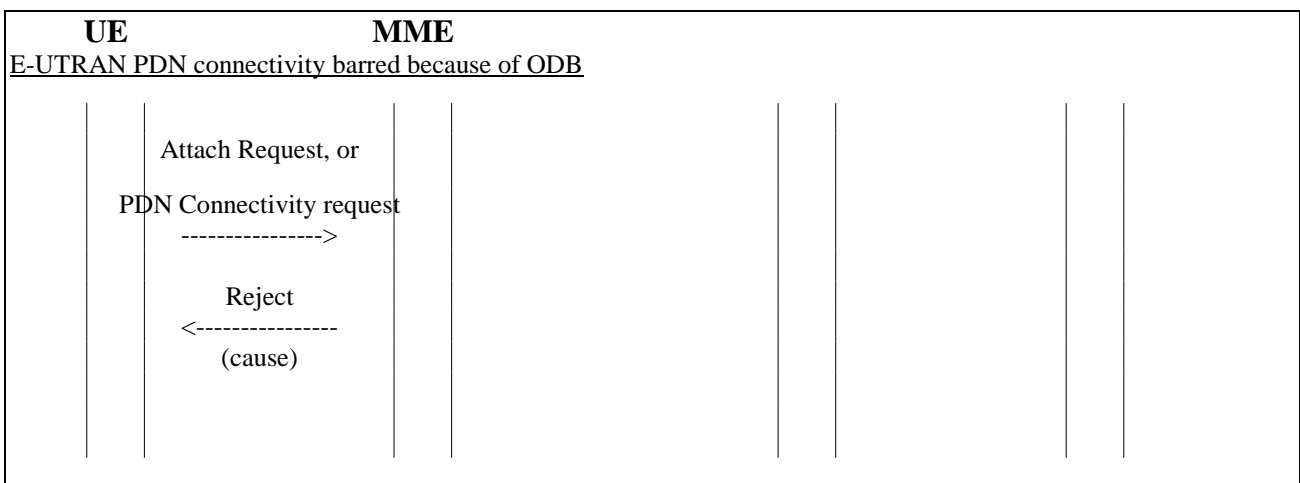 UE MME
E-UTRAN PDN connectivity barred because of ODB
Attach Request, or
PDN Connectivity request
---------------->
Reject
<----------------
(cause)